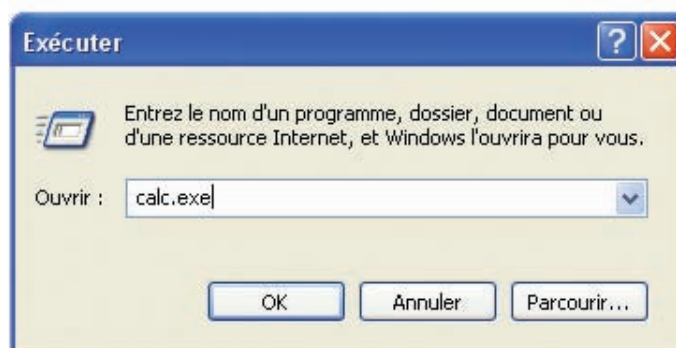 Exécuter
Entrez le nom d'un programme, dossier, document ou
d'une ressource Internet, et Windows l'ouvrira pour vous.
Ouvrir : calc.exe
OK Annuler Parcourir...